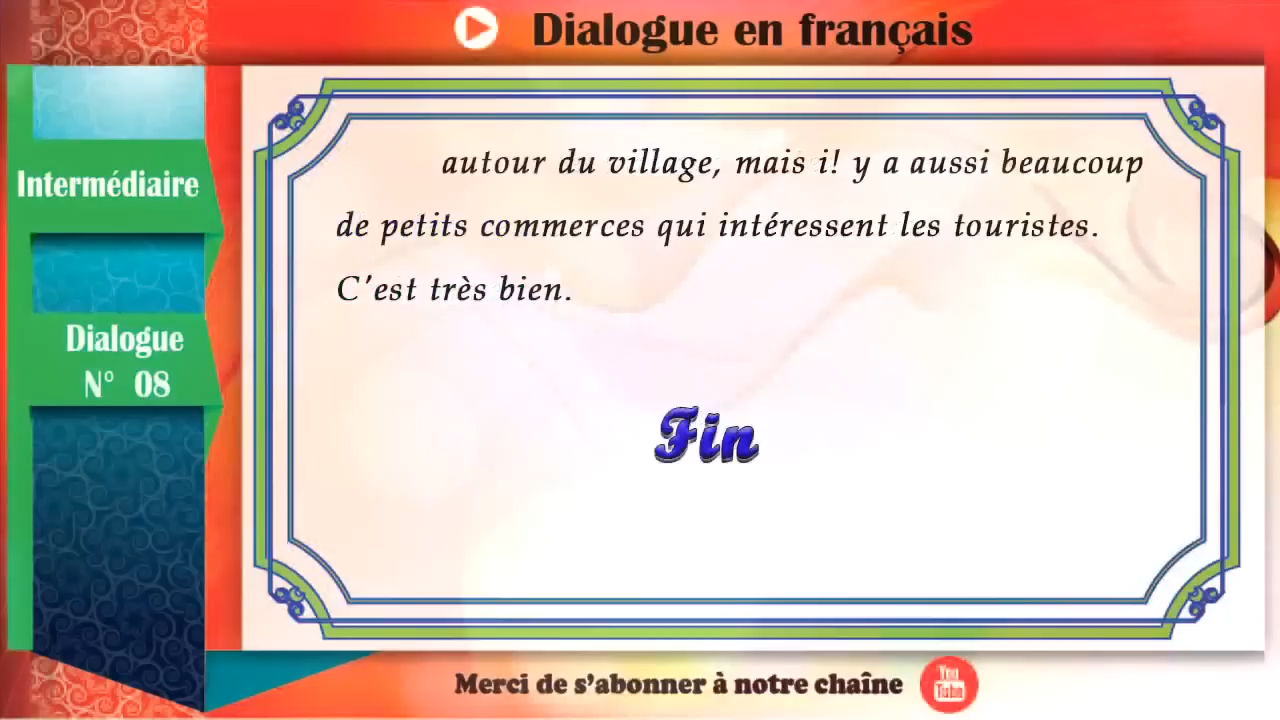 Dialogue en français
Intermédiaire
Dialogue
N° 08
autour du village, mais i! y a aussi beaucoup
de petits commerces qui intéressent les touristes.
C'est très bien.
Fin
Merci de s'abonner à notre chaîne
You
Tube